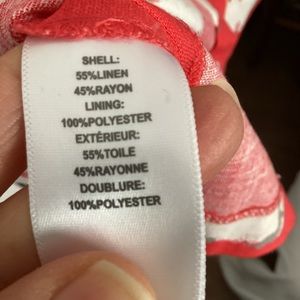 SHELL:
55%LINEN
45%RAYON
LINING:
100%POLYESTER
EXTÉRIEUR:
55%TOILE
45%RAYONNE
DOUBLURE:
100%POLYESTER